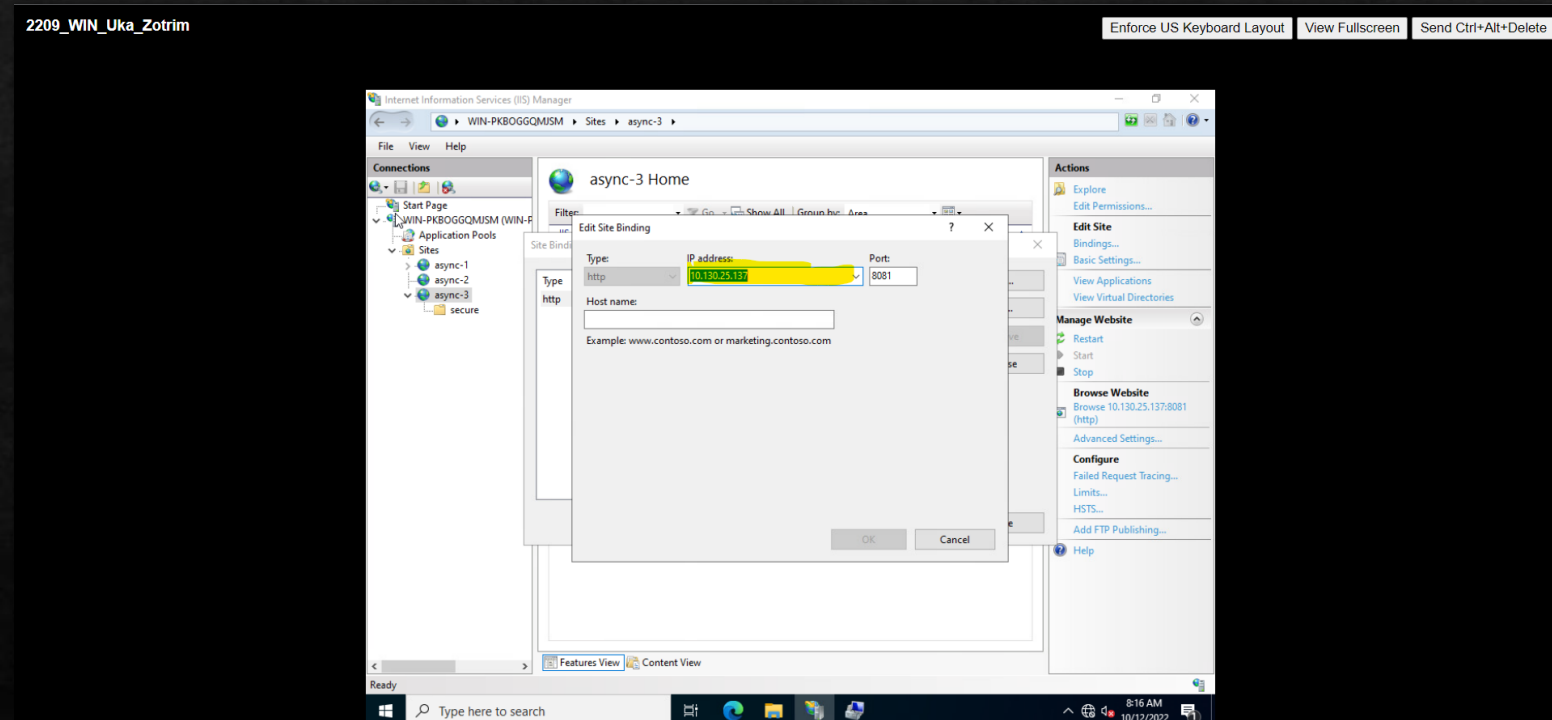 2209_WIN_Uka_Zotrim
Enforce US Keyboard Layout View Fullscreen Send Ctrl+Alt+Delete
Internet Information Services (IIS) Manager
WIN-PKBOGGQMJSM Sites async-3
File View Help
Connections
Start Page
WIN-PKBOGGQMJSM (WIN-P
Application Pools
Sites
async-1
async-2
async-3
secure
async-3 Home
Filter: Go Show All Group by: Area
Site Bindi
Type
http
Edit Site Binding ?
Type: IP address: Port:
http 10.130.25.137 8081
Host name:
Example: www.contoso.com or marketing.contoso.com
OK Cancel
Features View Content View
Actions
Explore
Edit Permissions...
Edit Site
Bindings...
Basic Settings...
View Applications
View Virtual Directories
Manage Website
Restart
Start
Stop
Browse Website
Browse 10.130.25.137:8081
(http)
Advanced Settings...
Configure
Failed Request Tracing...
Limits...
HSTS...
Add FTP Publishing...
Help
Ready
Type here to search
8:16 AM
10/12/2022